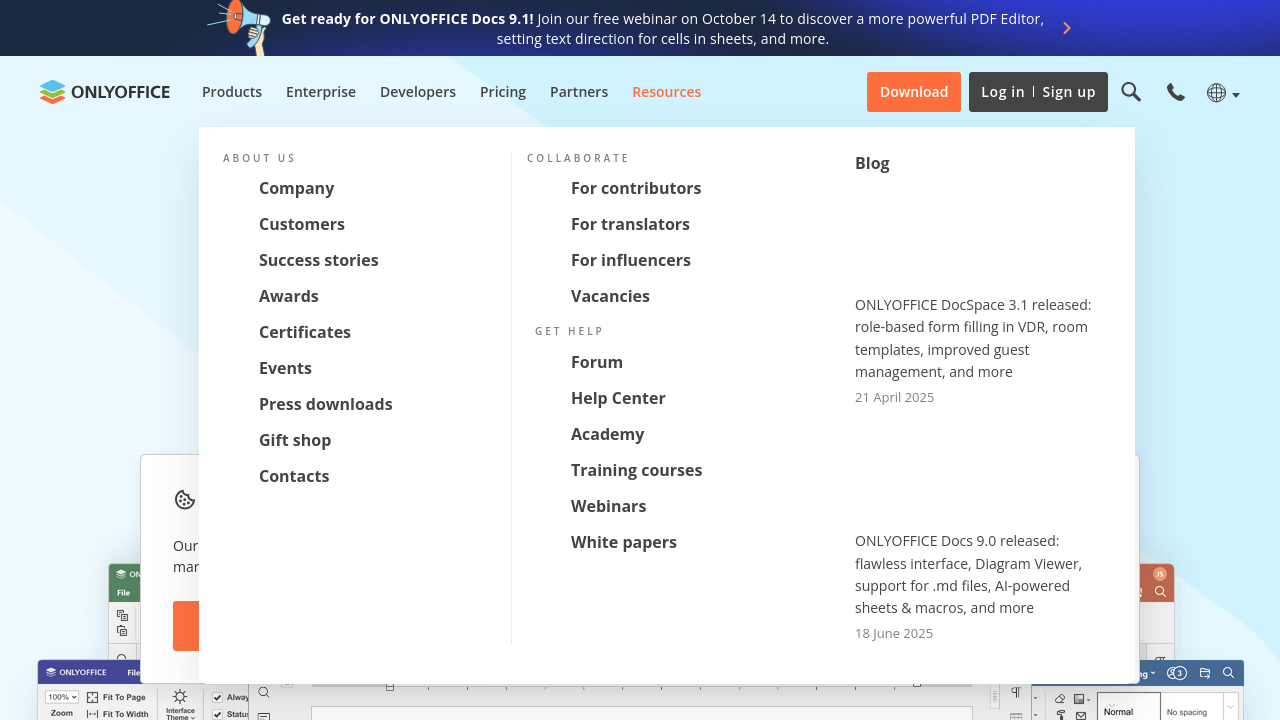 Get ready for ONLYOFFICE Docs 9.1! Join our free webinar on October 14 to discover a more powerful PDF Editor,
setting text direction for cells in sheets, and more.
ONLYOFFICE
Products
Enterprise
Developers
Pricing
Partners
Resources
Download
Log in
Sign up
ABOUT US
Company
Customers
Success stories
Awards
Certificates
Events
Press downloads
Gift shop
Contacts
COLLABORATE
For contributors
For translators
For influencers
Vacancies
GET HELP
Forum
Help Center
Academy
Training courses
Webinars
White papers
Blog
ONLYOFFICE DocSpace 3.1 released:
role-based form filling in VDR, room
templates, improved guest
management, and more
21 April 2025
ONLYOFFICE Docs 9.0 released:
flawless interface, Diagram Viewer,
support for .md files, AI-powered
sheets & macros, and more
18 June 2025
Our
ON
File
JS
ONLYOFFICE
File
100%
Zoom
Fit To Page
Fit To Width
Interface
Theme
3
Normal
No spacing